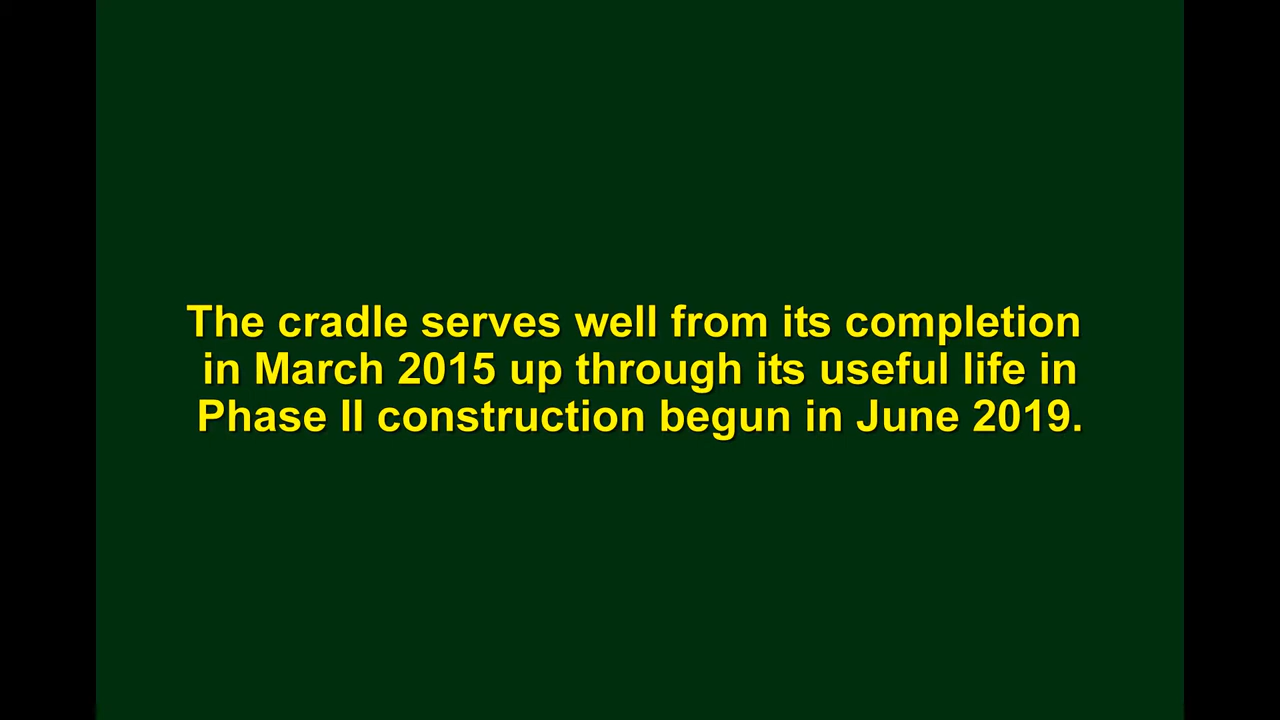 The cradle serves well from its completion
in March 2015 up through its useful life in
Phase II construction begun in June 2019.